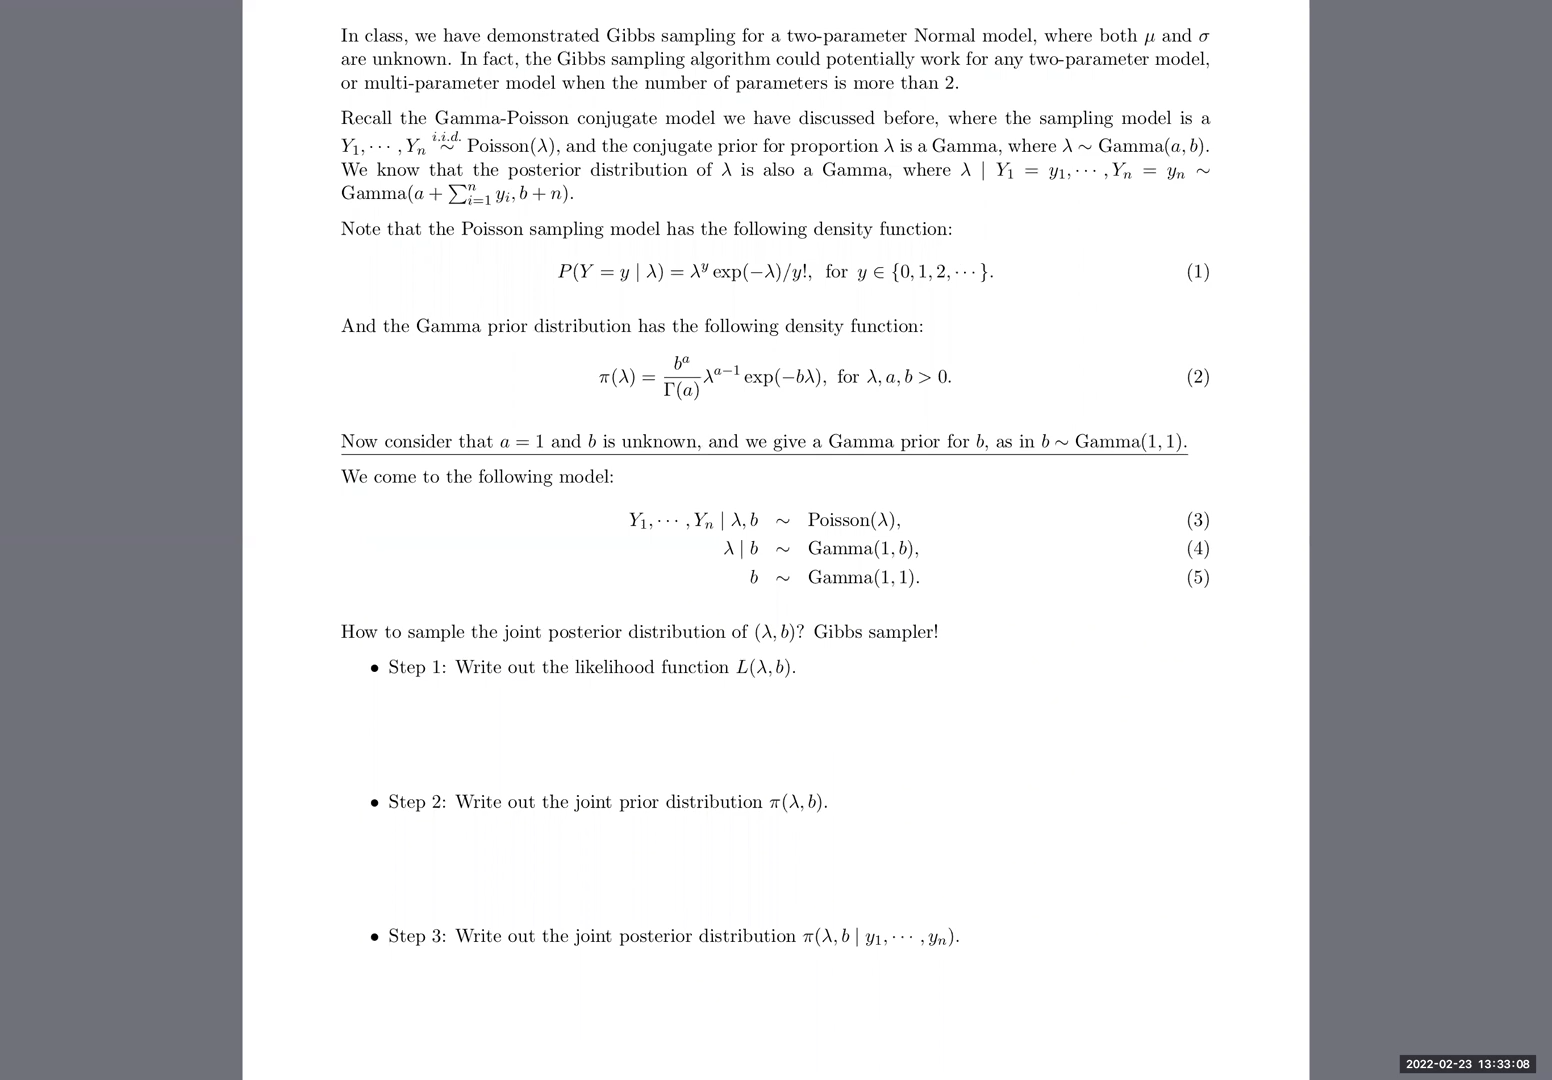 In class, we have demonstrated Gibbs sampling for a two-parameter Normal model, where both μ and σ
are unknown. In fact, the Gibbs sampling algorithm could potentially work for any two-parameter model,
or multi-parameter model when the number of parameters is more than 2.
Recall the Gamma-Poisson conjugate model we have discussed before, where the sampling model is a
Y₁, ⋯ , Yₙ i.i.d. ∼ Poisson(λ), and the conjugate prior for proportion λ is a Gamma, where λ ∼ Gamma(a, b).
We know that the posterior distribution of λ is also a Gamma, where λ | Y₁ = y₁, ⋯ , Yₙ = yₙ ∼
Gamma(a + ∑ⁿᵢ₌₁ yᵢ, b + n).
Note that the Poisson sampling model has the following density function:
P(Y = y | λ) = λʸ exp(−λ)/y!, for y ∈ {0, 1, 2, ⋯ }. (1)
And the Gamma prior distribution has the following density function:
π(λ) = bᵃ/Γ(a) λᵃ⁻¹ exp(−bλ), for λ, a, b > 0. (2)
Now consider that a = 1 and b is unknown, and we give a Gamma prior for b, as in b ∼ Gamma(1, 1).
We come to the following model:
Y₁, ⋯ , Yₙ | λ, b ∼ Poisson(λ), (3)
λ | b ∼ Gamma(1, b), (4)
b ∼ Gamma(1, 1). (5)
How to sample the joint posterior distribution of (λ, b)? Gibbs sampler!
• Step 1: Write out the likelihood function L(λ, b).
• Step 2: Write out the joint prior distribution π(λ, b).
• Step 3: Write out the joint posterior distribution π(λ, b | y₁, ⋯ , yₙ).
2022-02-23 13:33:08